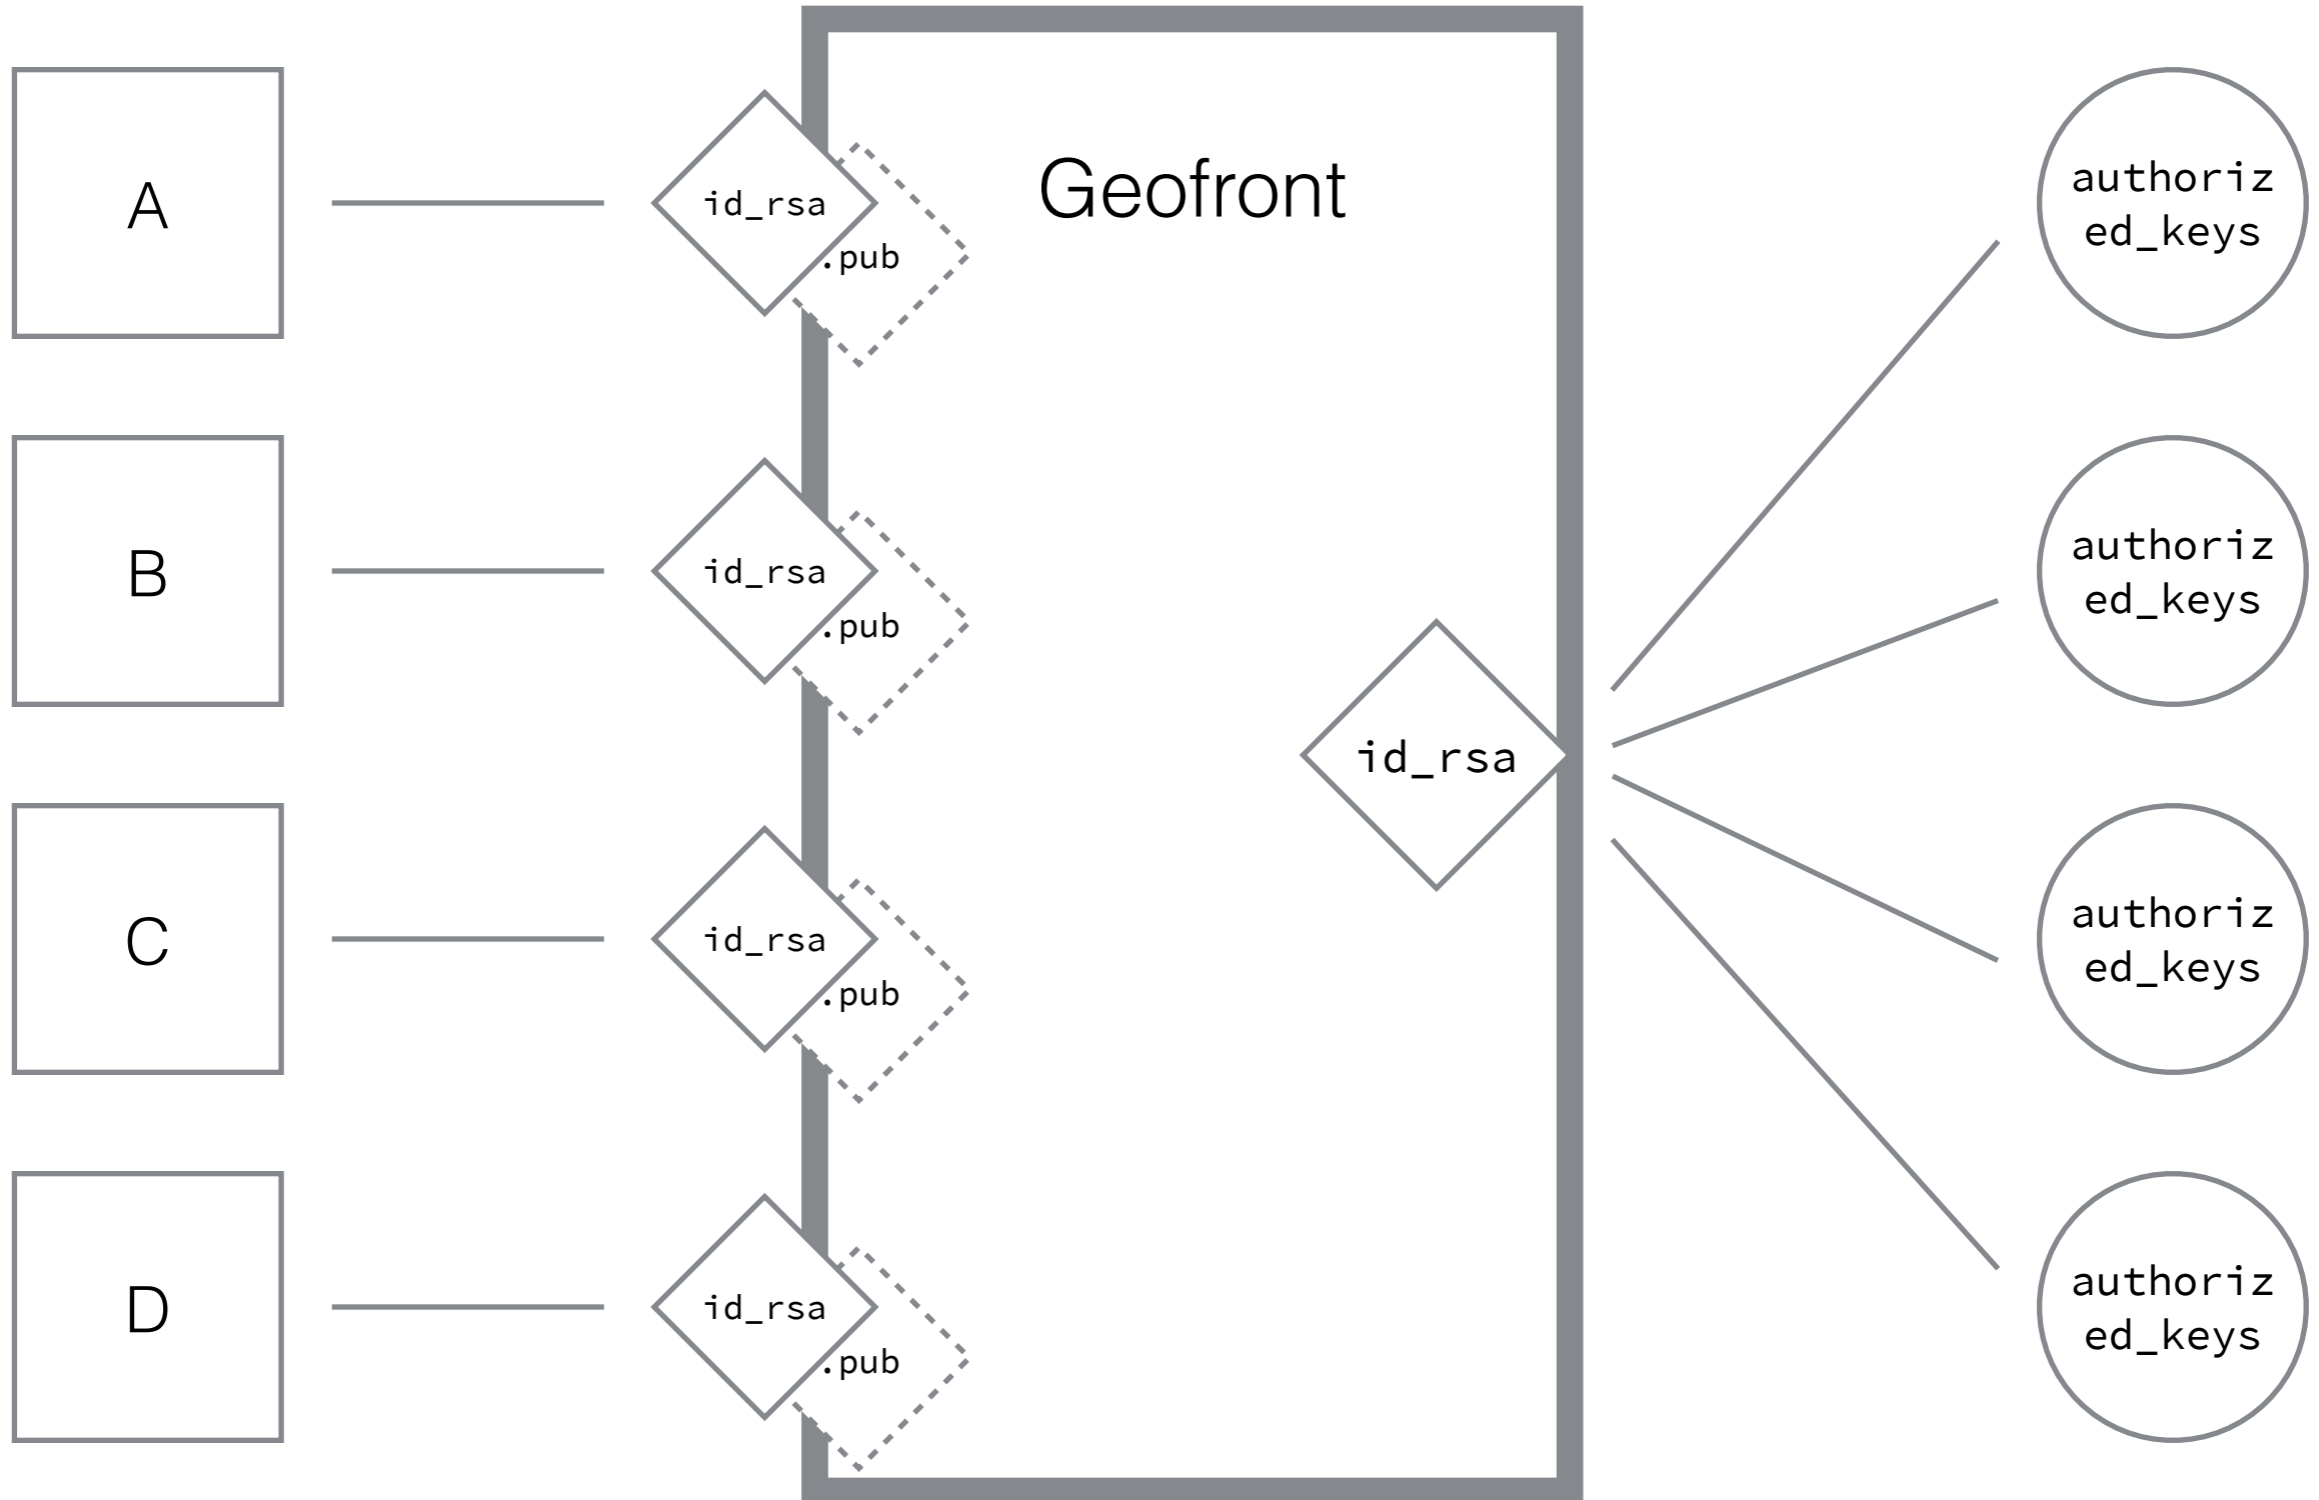 A
id_rsa
.pub
Geofront
authoriz
ed_keys
B
id_rsa
.pub
authoriz
ed_keys
id_rsa
C
id_rsa
.pub
authoriz
ed_keys
D
id_rsa
.pub
authoriz
ed_keys